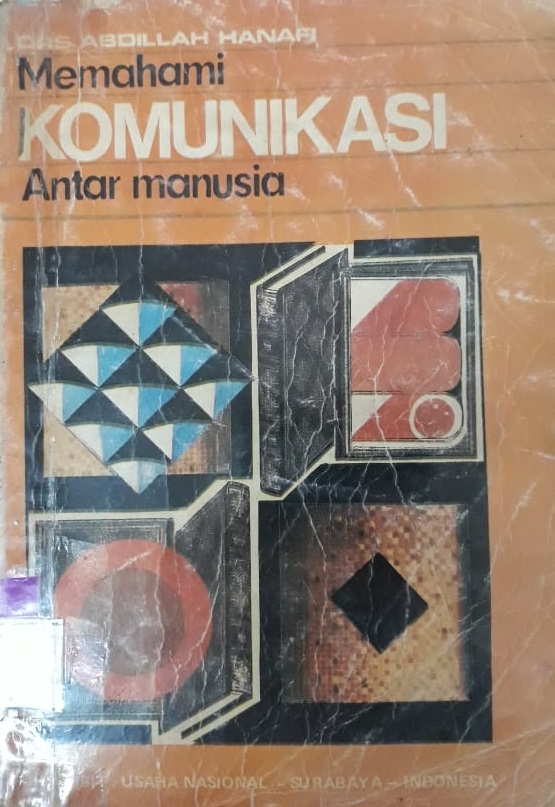 DRS ABDILLAH HANAFI
Memahami
KOMUNIKASI
Antar manusia
USAHA NASIONAL – SURABAYA – INDONESIA